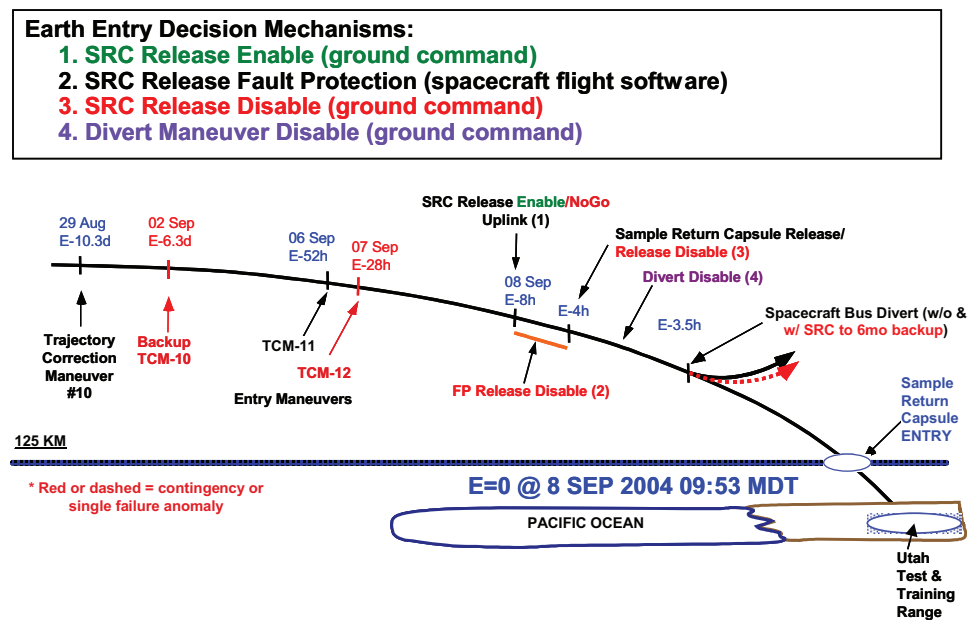 Earth Entry Decision Mechanisms:
1. SRC Release Enable (ground command)
2. SRC Release Fault Protection (spacecraft flight software)
3. SRC Release Disable (ground command)
4. Divert Maneuver Disable (ground command)
29 Aug
E-10.3d
02 Sep
E-6.3d
06 Sep
E-52h
07 Sep
E-28h
SRC Release Enable/NoGo
Uplink (1)
08 Sep
E-8h
Sample Return Capsule Release/
Release Disable (3)
E-4h
Divert Disable (4)
E-3.5h
Spacecraft Bus Divert (w/o &
w/ SRC to 6mo backup)
Trajectory
Correction
Maneuver
#10
Backup
TCM-10
TCM-11
TCM-12
Entry Maneuvers
FP Release Disable (2)
Sample
Return
Capsule
ENTRY
125 KM
* Red or dashed = contingency or
single failure anomaly
E=0 @ 8 SEP 2004 09:53 MDT
PACIFIC OCEAN
Utah
Test &
Training
Range